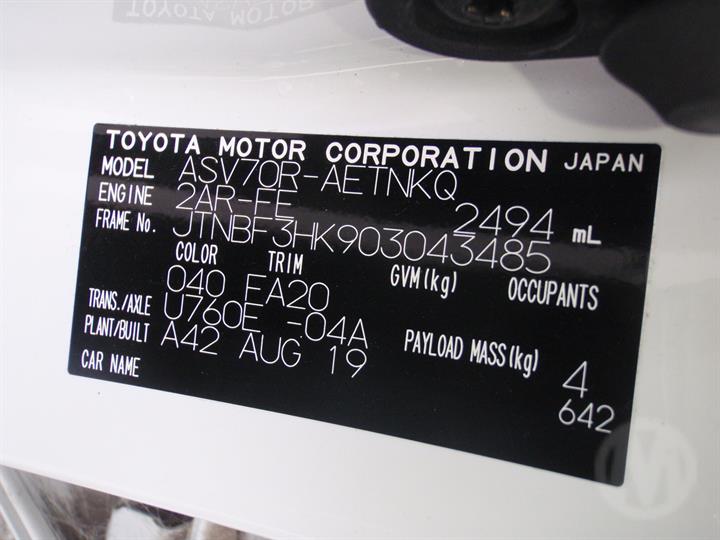 TOYOTA MOTOR CORPORATION JAPAN
MODEL ASV70R-AETNKQ
ENGINE 2AR-FE 2494 mL
FRAME No. JTNBF3HK903043485
COLOR TRIM GVM(kg) OCCUPANTS
040 FA20
TRANS./AXLE U760E -04A
PLANT/BUILT A42 AUG 19 PAYLOAD MASS(kg) 4
CAR NAME 642
M